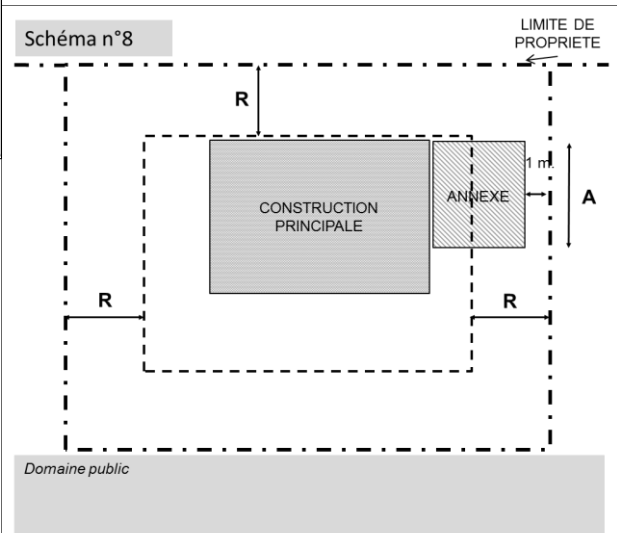 Schéma n°8
LIMITE DE
PROPRIETE
R
1 m.
ANNEXE
A
CONSTRUCTION
PRINCIPALE
R
R
Domaine public